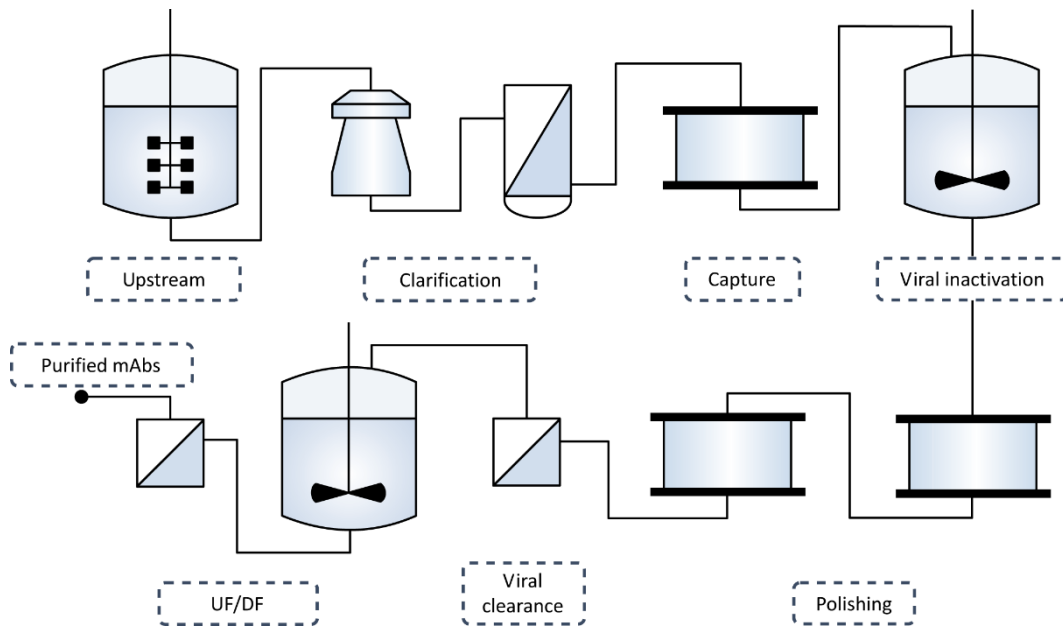 Upstream
Clarification
Capture
Viral inactivation
Purified mAbs
UF/DF
Viral
clearance
Polishing